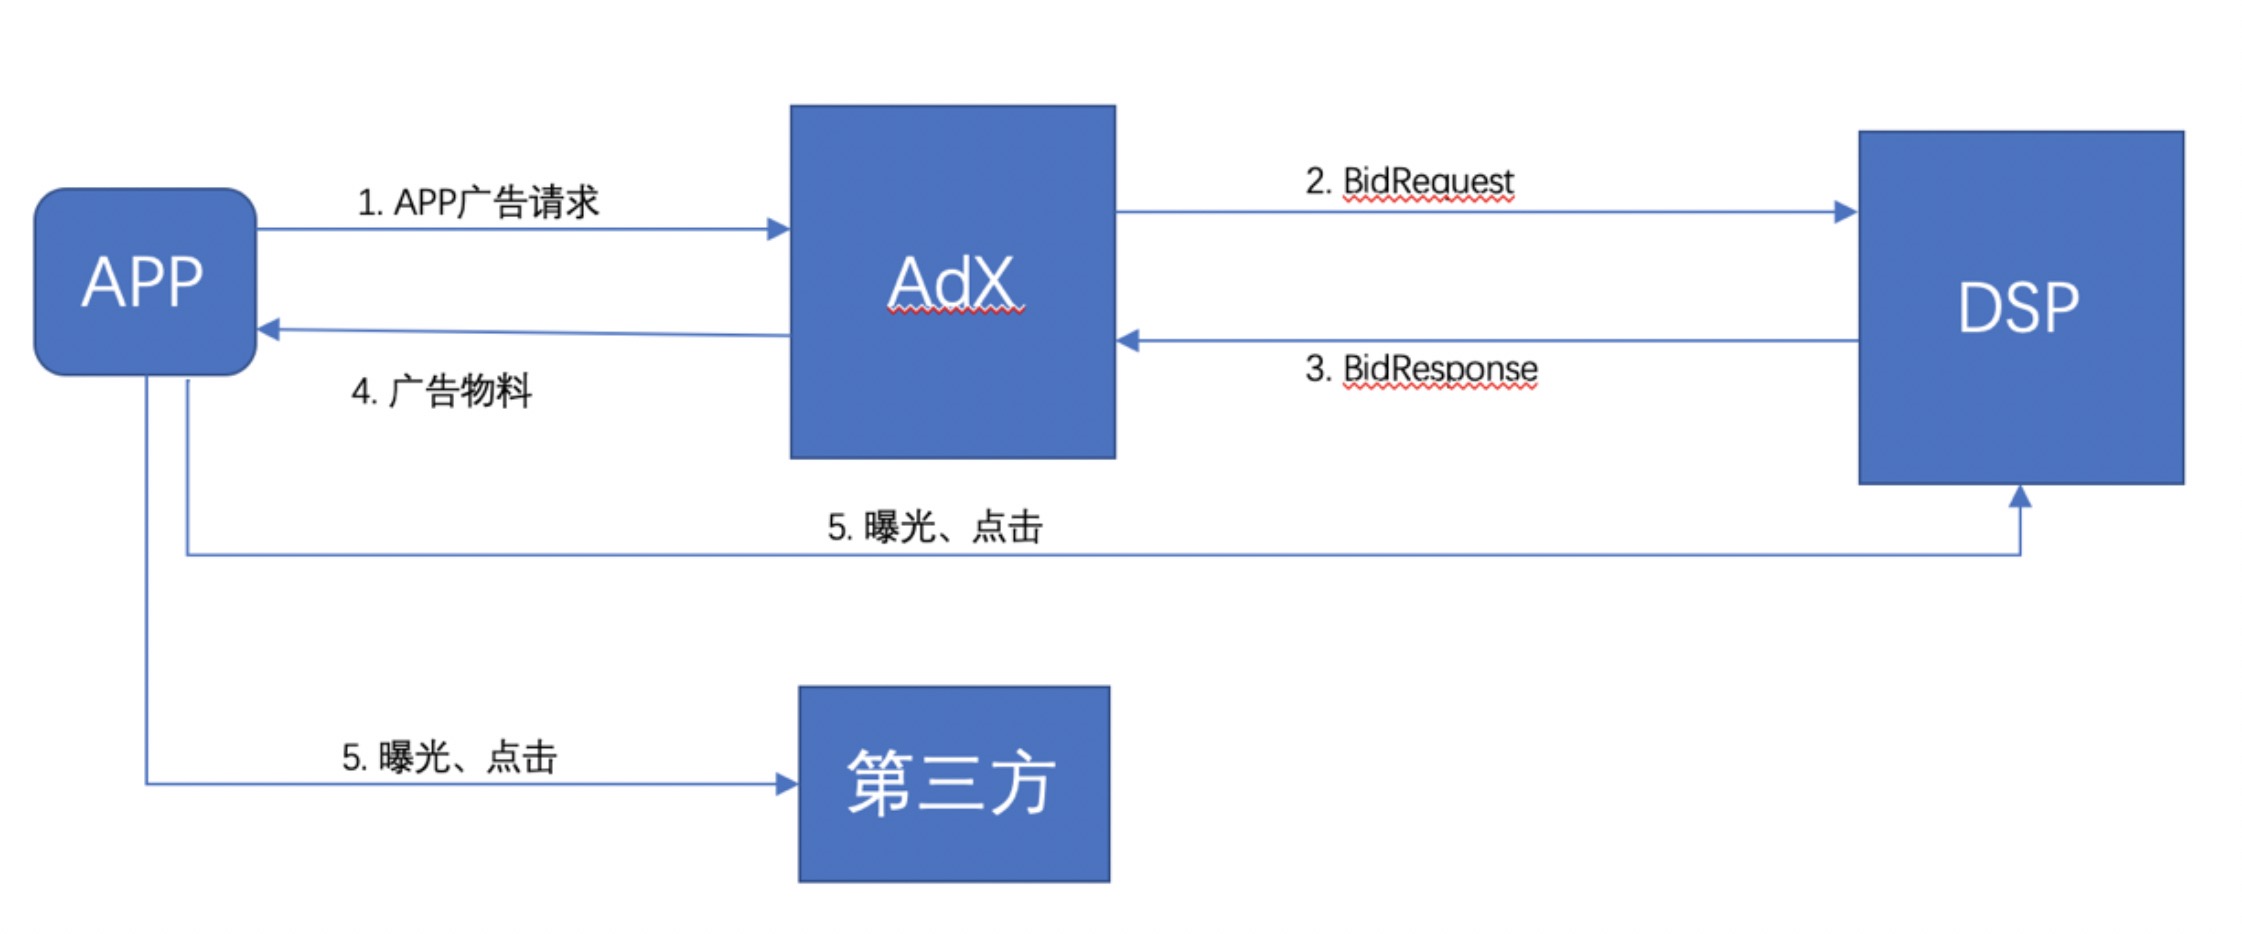 1. APP广告请求
2. BidRequest
APP
AdX
DSP
4. 广告物料
3. BidResponse
5. 曝光、点击
5. 曝光、点击
第三方